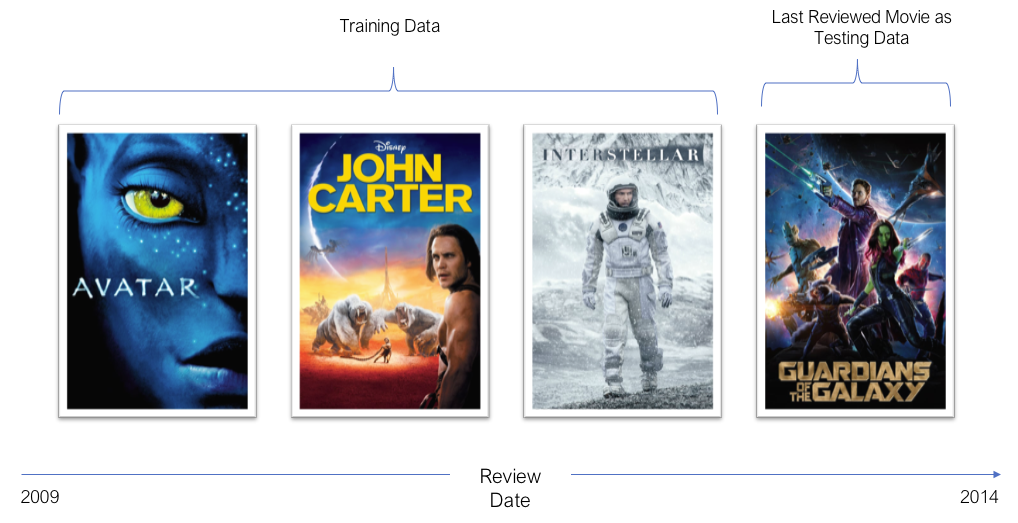 Training Data
Last Reviewed Movie as
Testing Data
AVATAR
Disney
JOHN
CARTER
INTERSTELLAR
GUARDIANS
OF THE GALAXY
Review
Date
2009
2014